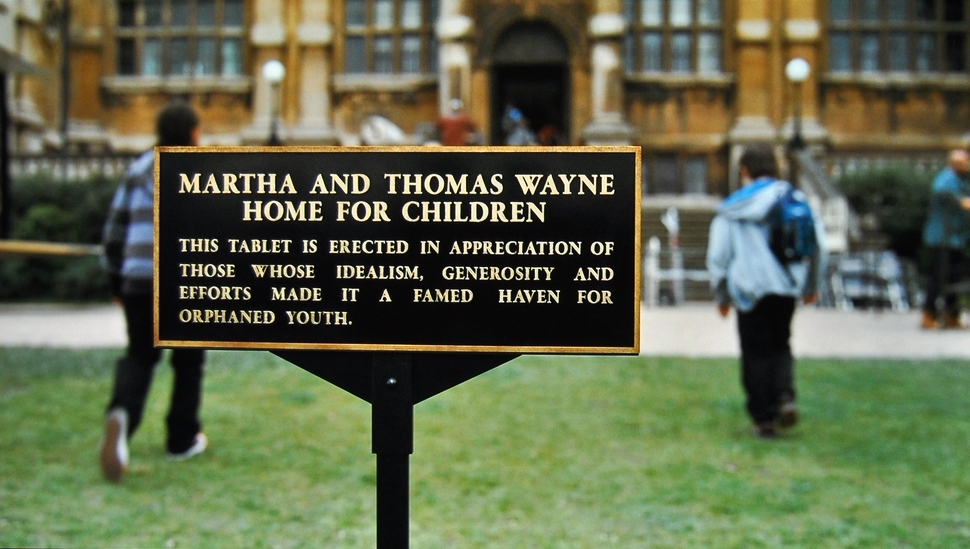 MARTHA AND THOMAS WAYNE
HOME FOR CHILDREN
THIS TABLET IS ERECTED IN APPRECIATION OF
THOSE WHOSE IDEALISM, GENEROSITY AND
EFFORTS MADE IT A FAMED HAVEN FOR
ORPHANED YOUTH.